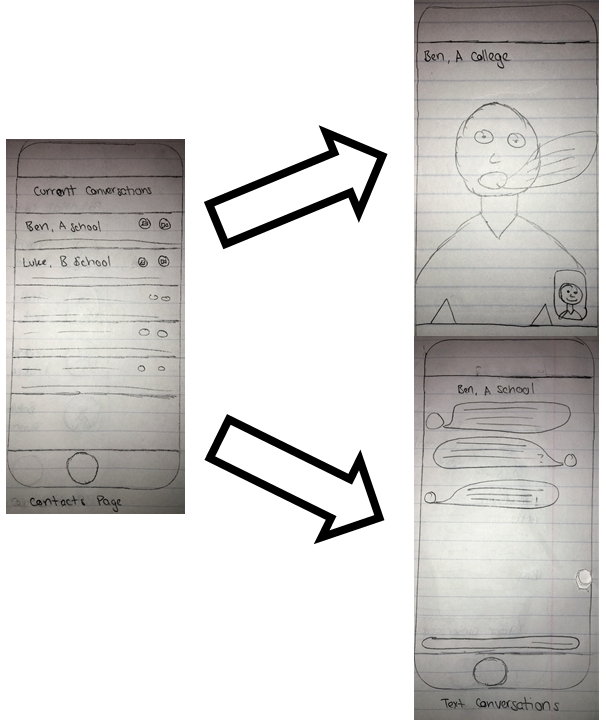 Current Conversations
Ben, A school
Luke, B School
Contacts Page
Ben, A College
Ben, A School
?
!
Text Conversations